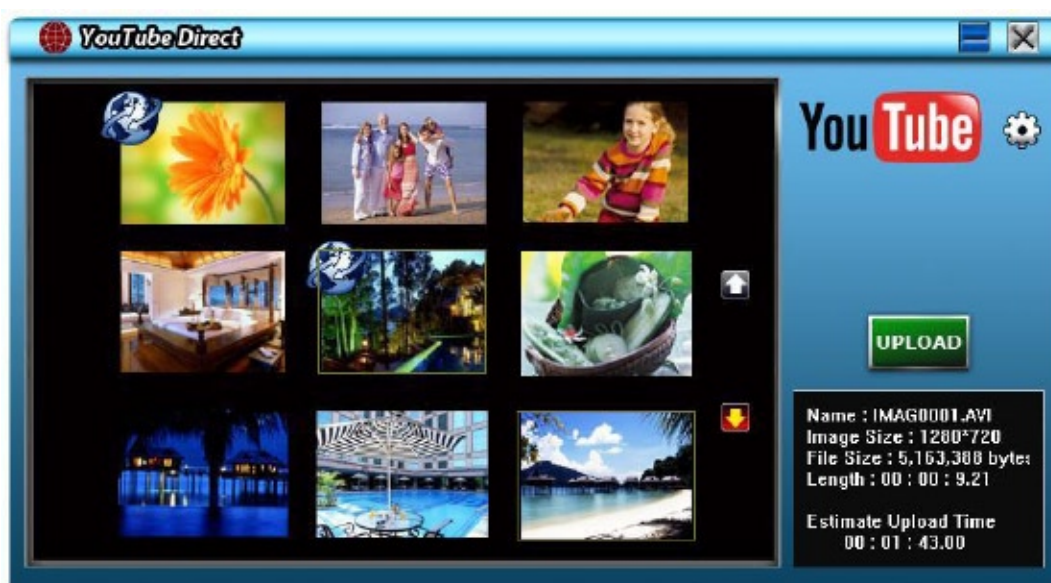 YouTube Direct
YouTube
UPLOAD
Name : IMAG0001.AVI
Image Size : 1280*720
File Size : 5,163,388 bytes
Length : 00 : 00 : 9.21
Estimate Upload Time
00 : 01 : 43.00